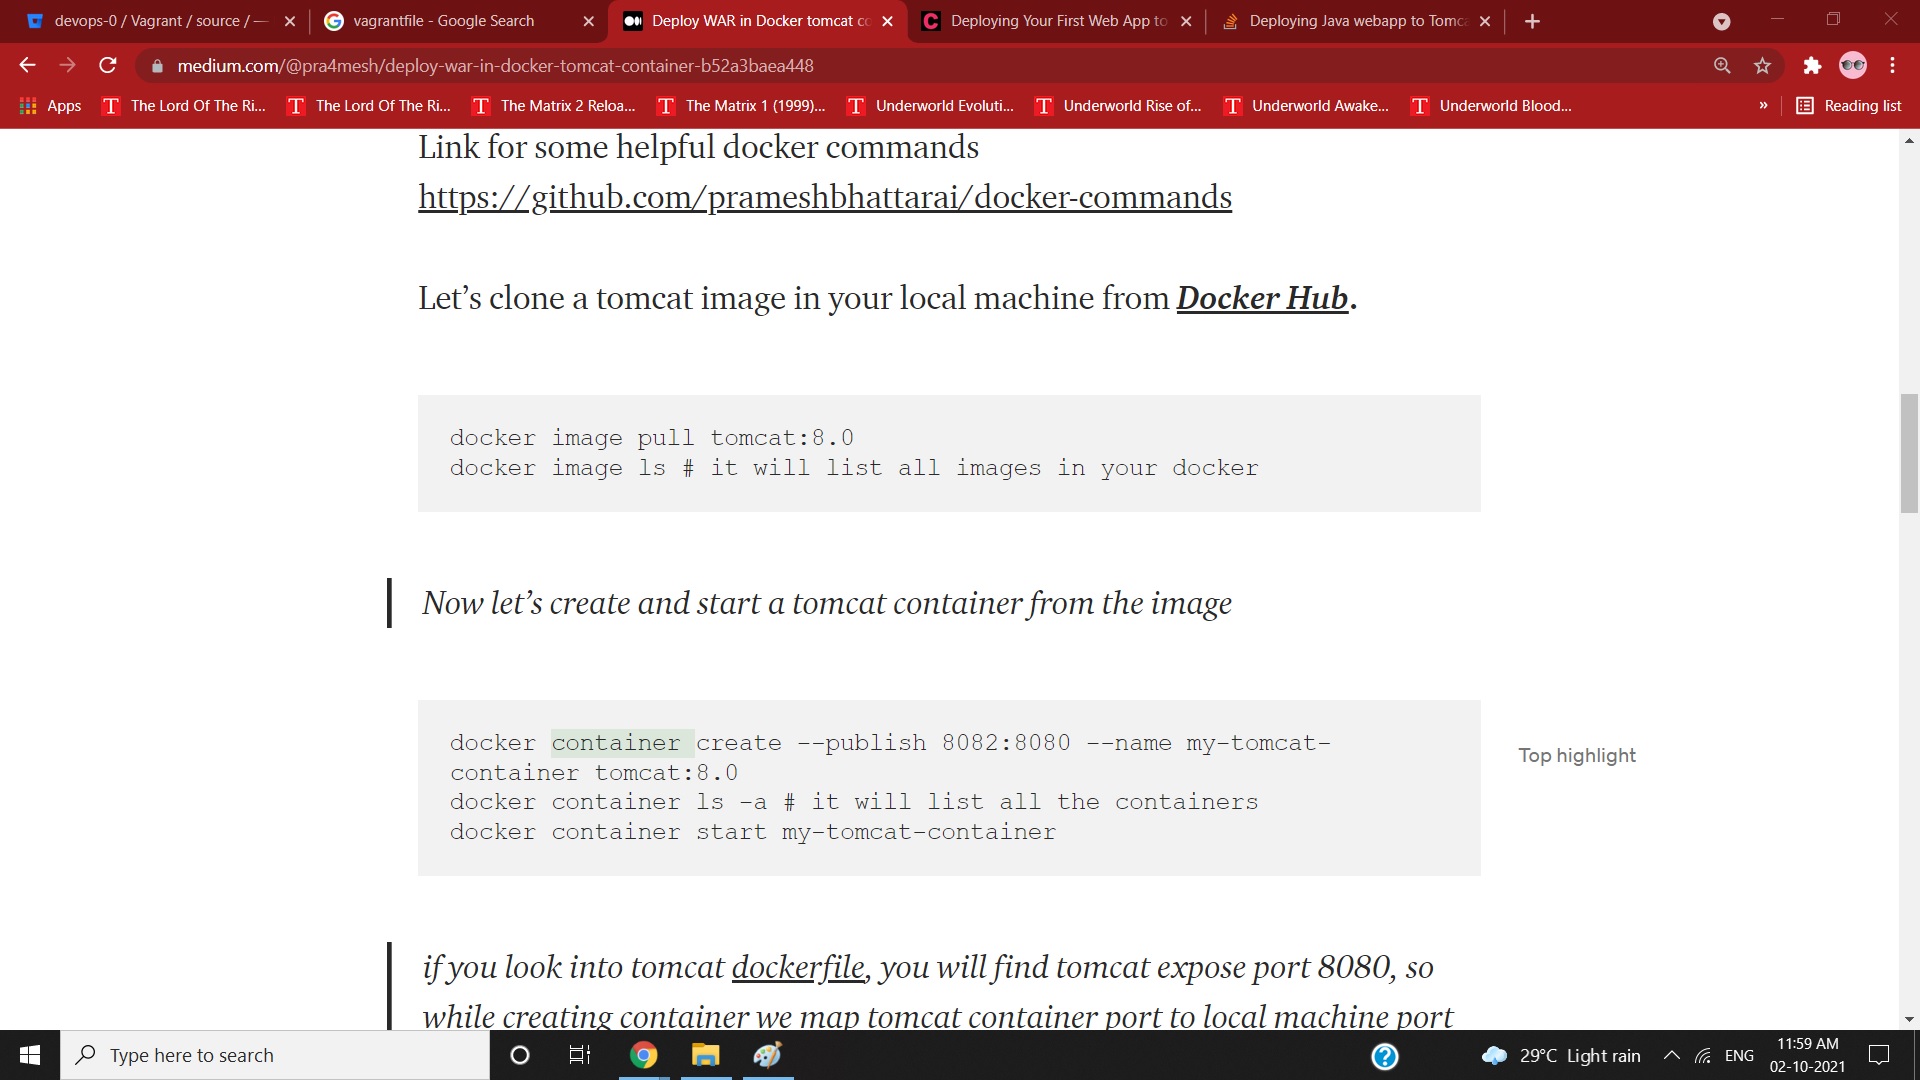 devops-0 / Vagrant / source / —
vagrantfile - Google Search
Deploy WAR in Docker tomcat co
Deploying Your First Web App to
Deploying Java webapp to Tomca
medium.com/@pra4mesh/deploy-war-in-docker-tomcat-container-b52a3baea448
Apps
The Lord Of The Ri...
The Lord Of The Ri...
The Matrix 2 Reloa...
The Matrix 1 (1999)...
Underworld Evoluti...
Underworld Rise of...
Underworld Awake...
Underworld Blood...
»
Reading list
Link for some helpful docker commands
https://github.com/prameshbhattarai/docker-commands
Let’s clone a tomcat image in your local machine from Docker Hub.
docker image pull tomcat:8.0
docker image ls # it will list all images in your docker
Now let’s create and start a tomcat container from the image
docker container create --publish 8082:8080 --name my-tomcat-
container tomcat:8.0
docker container ls -a # it will list all the containers
docker container start my-tomcat-container
Top highlight
if you look into tomcat dockerfile, you will find tomcat expose port 8080, so
while creating container we map tomcat container port to local machine port
Type here to search
29°C Light rain
ENG
11:59 AM
02-10-2021